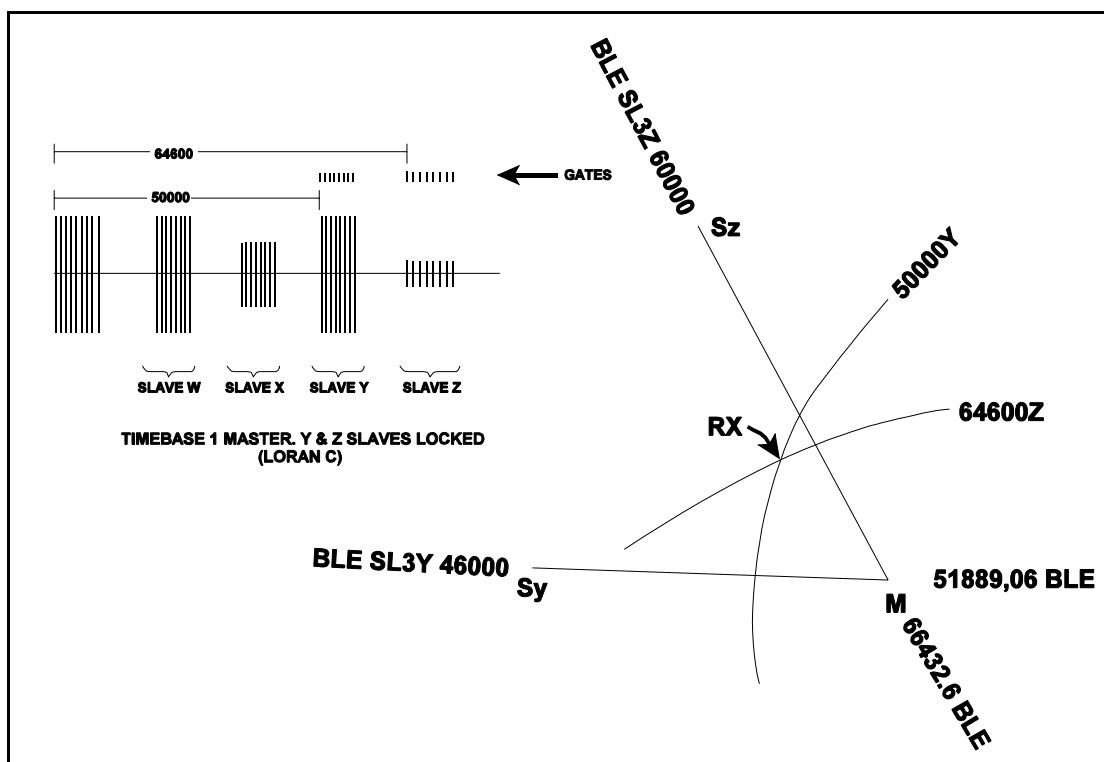 64600
GATES
50000
SLAVE W SLAVE X SLAVE Y SLAVE Z
TIMEBASE 1 MASTER. Y & Z SLAVES LOCKED
(LORAN C)
BLE SL3Z 60000
Sz
50000Y
64600Z
RX
BLE SL3Y 46000
Sy
M
51889,06 BLE
66432.6 BLE